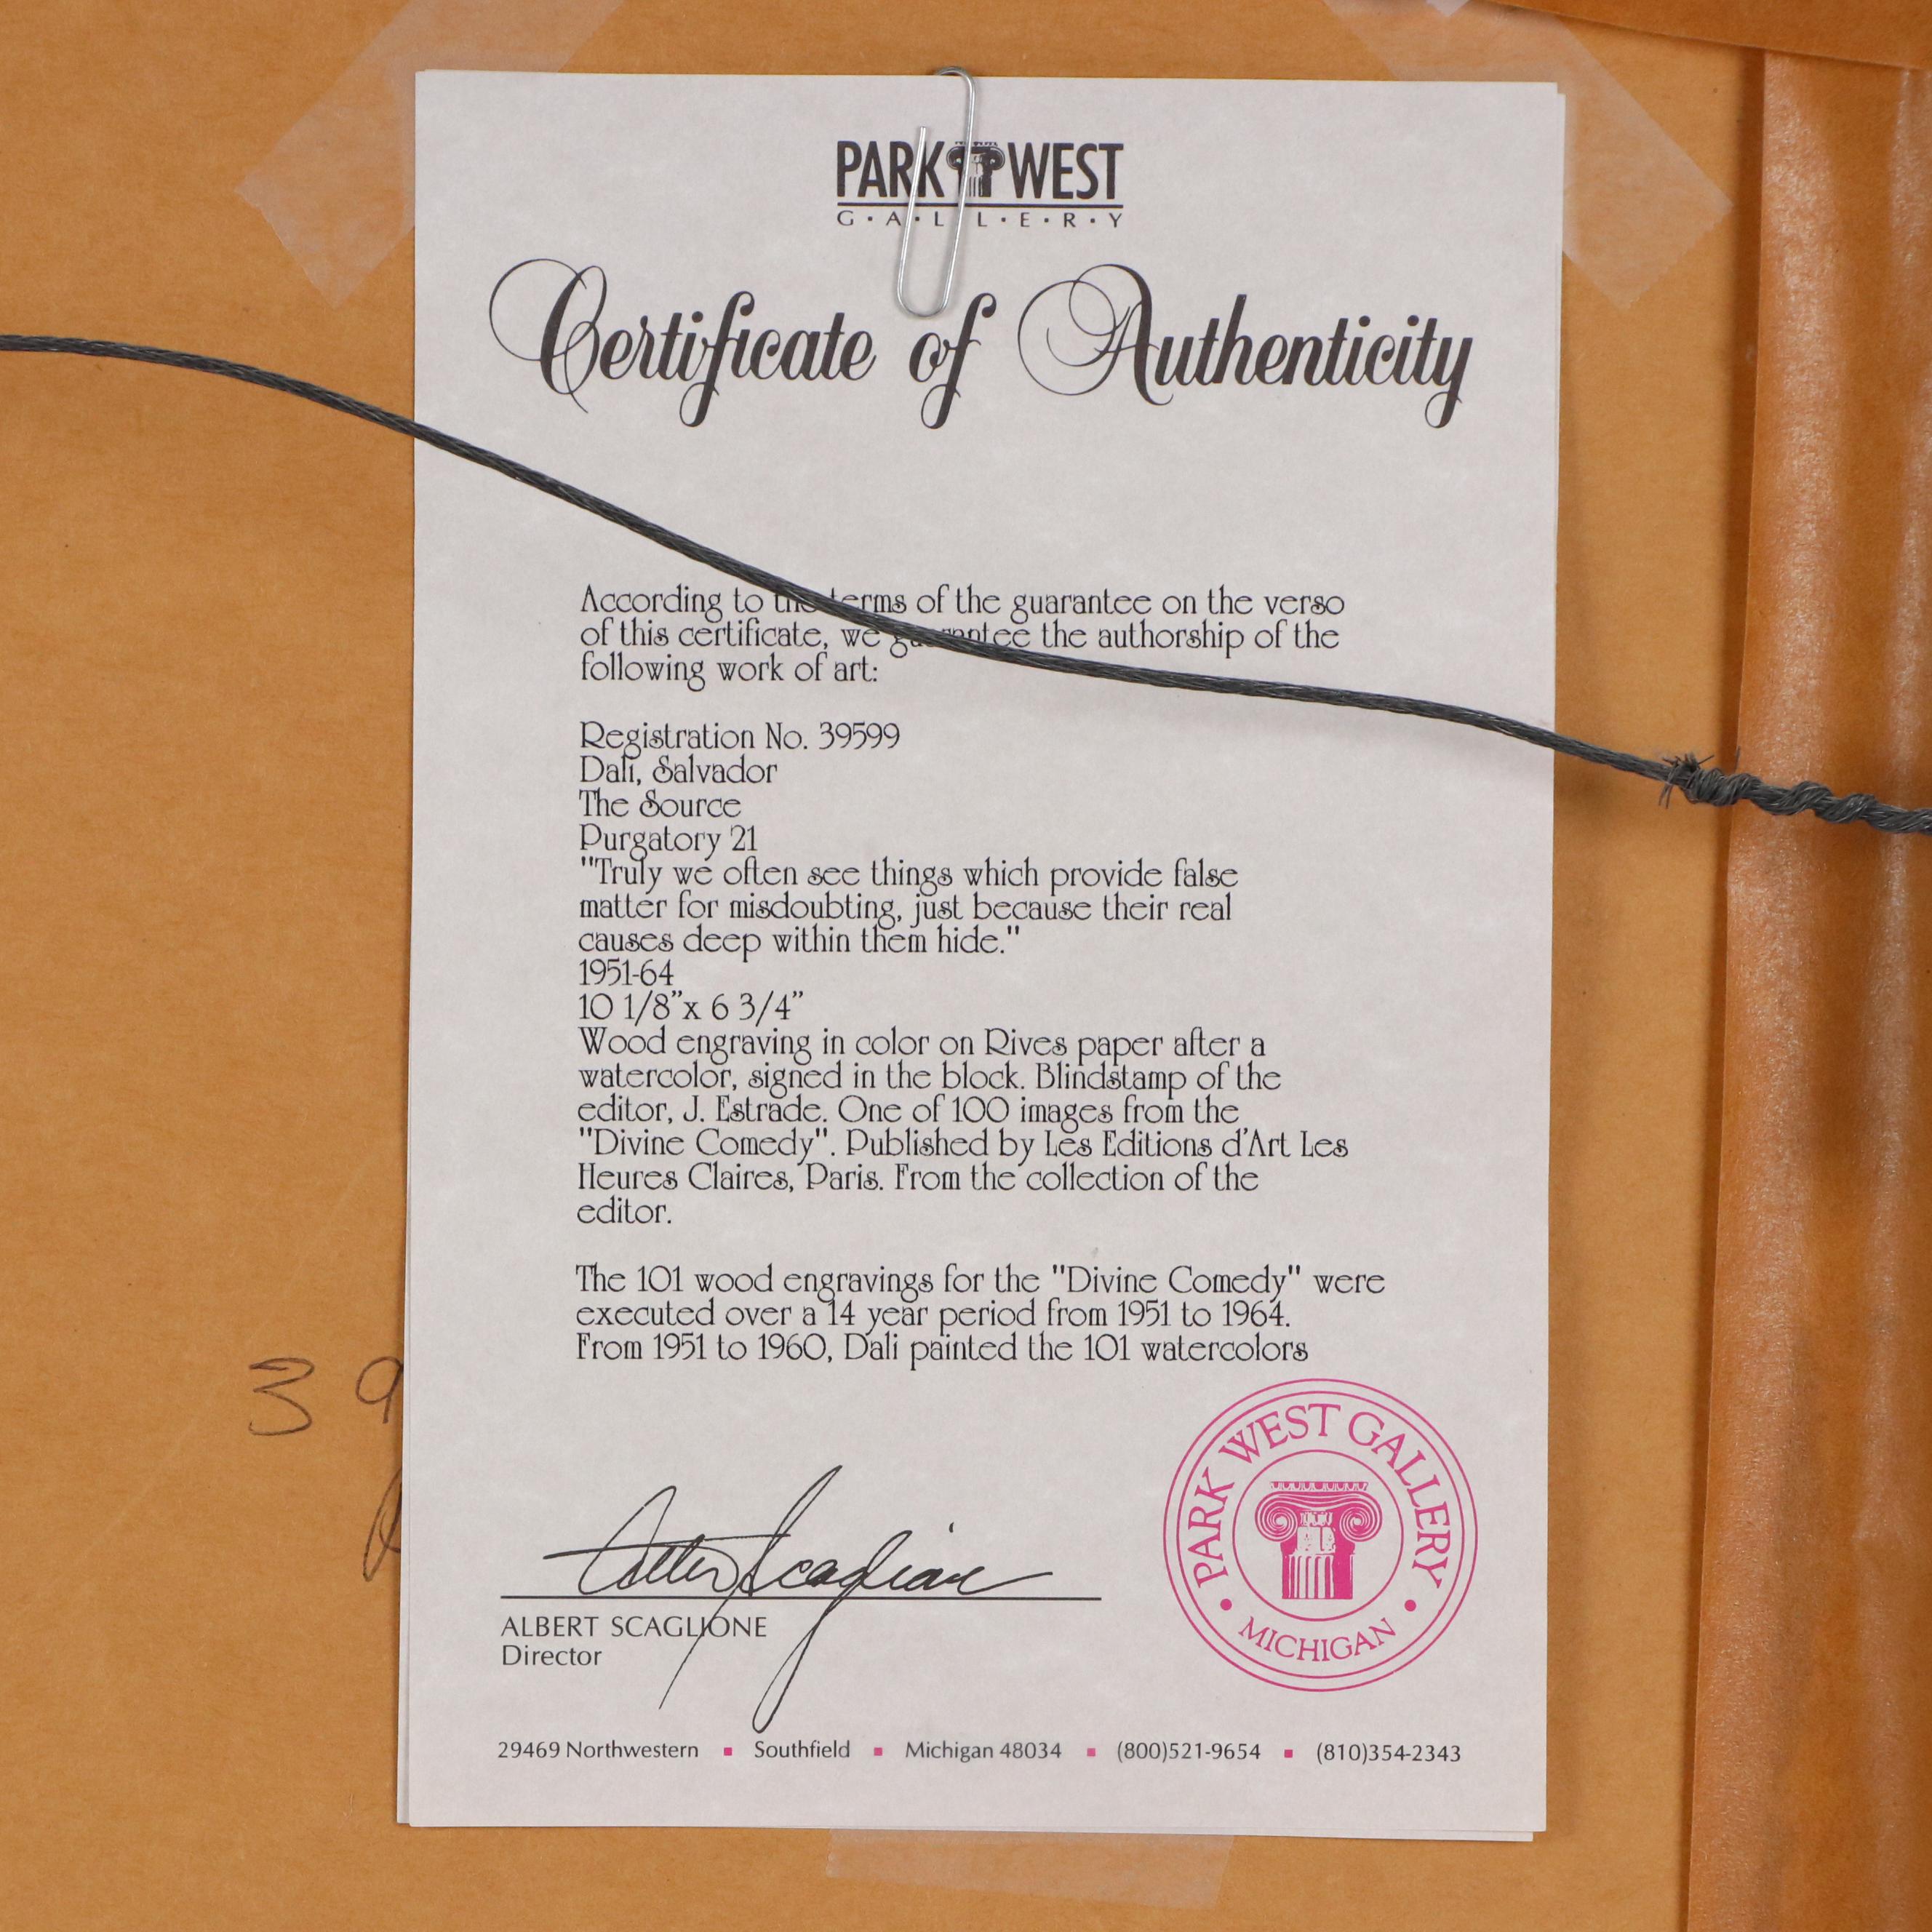 PARK WEST
G·A·L·L·E·R·Y
Certificate of Authenticity
According to the terms of the guarantee on the verso
of this certificate, we guarantee the authorship of the
following work of art:
Registration No. 39599
Dali, Salvador
The Source
Purgatory 21
"Truly we often see things which provide false
matter for misdoubting, just because their real
causes deep within them hide."
1951-64
10 1/8”x 6 3/4”
Wood engraving in color on Rives paper after a
watercolor, signed in the block. Blindstamp of the
editor, J. Estrade. One of 100 images from the
"Divine Comedy". Published by Les Editions d'Art Les
Heures Claires, Paris. From the collection of the
editor.
The 101 wood engravings for the "Divine Comedy" were
executed over a 14 year period from 1951 to 1964.
From 1951 to 1960, Dali painted the 101 watercolors
39
Albert Scaglione
ALBERT SCAGLIONE
Director
PARK WEST GALLERY
• MICHIGAN •
29469 Northwestern ▪ Southfield ▪ Michigan 48034 ▪ (800)521-9654 ▪ (810)354-2343